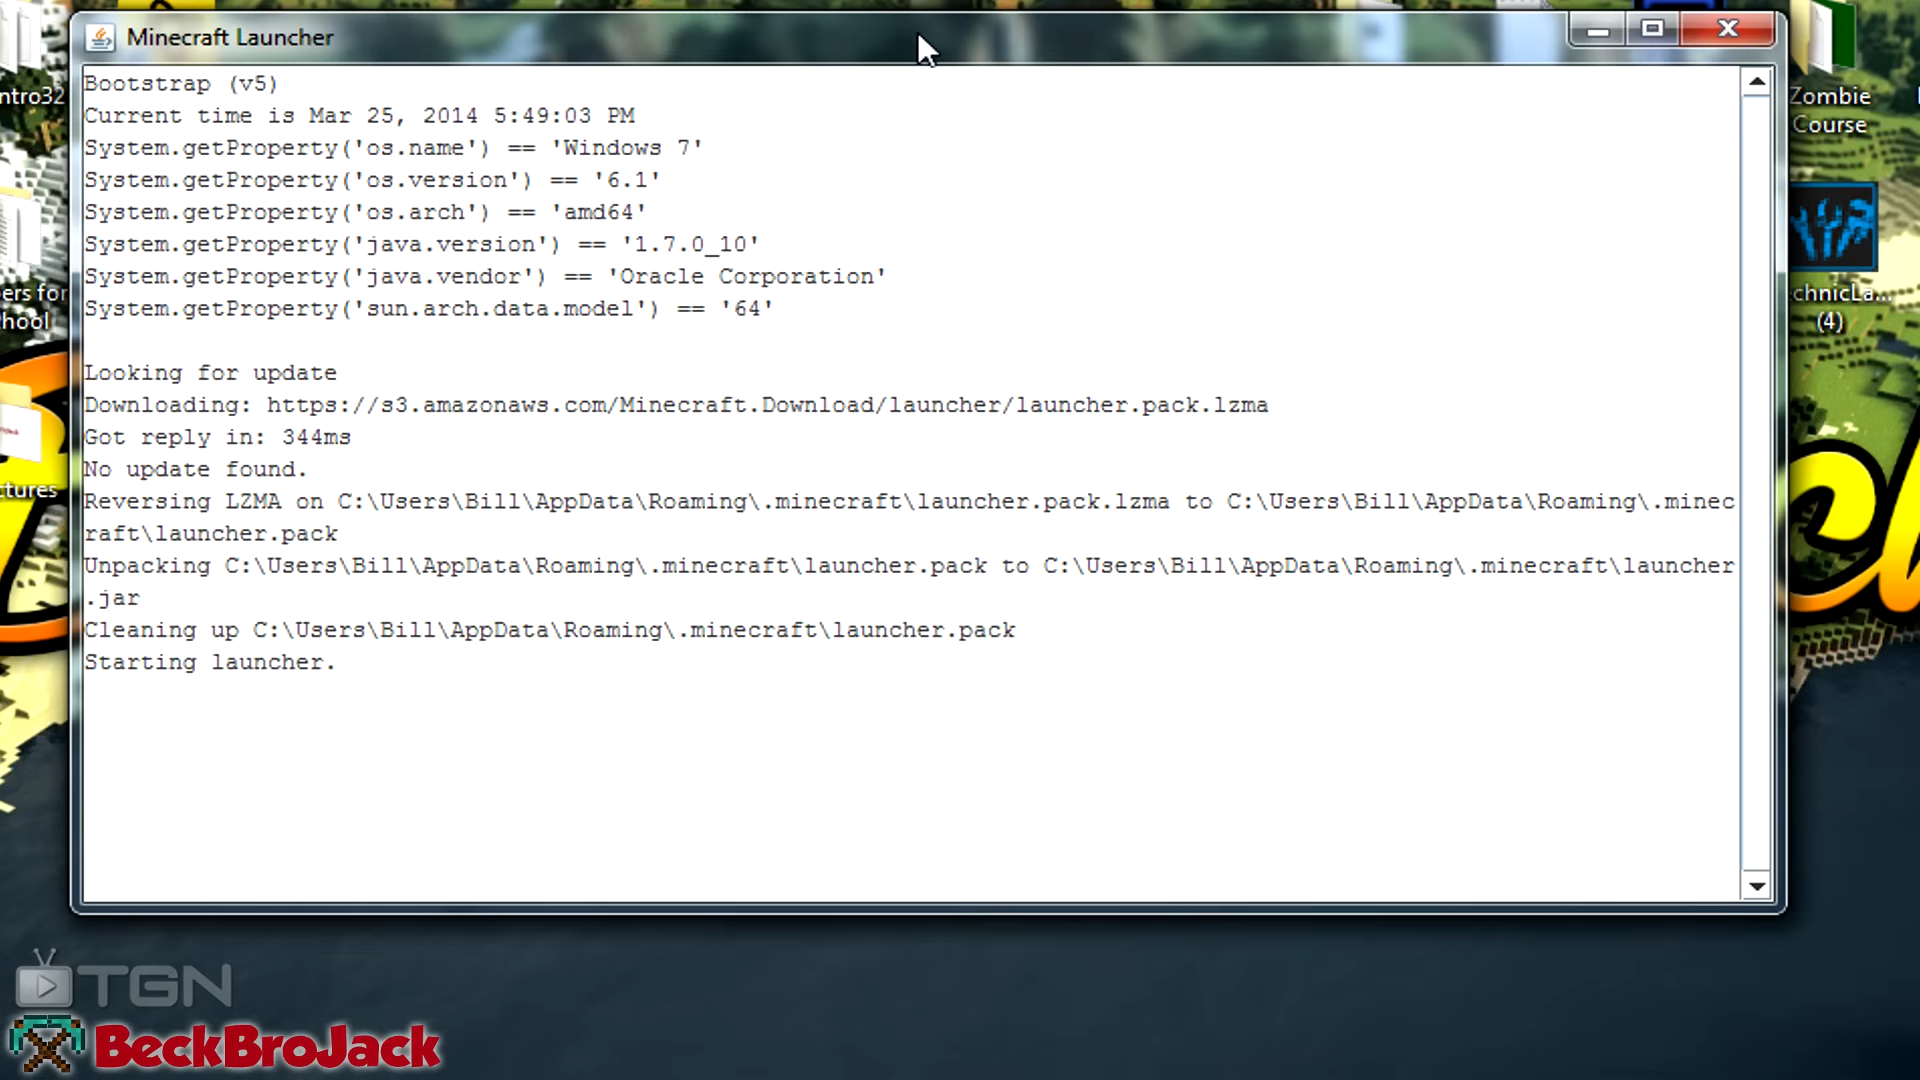 Minecraft Launcher
Bootstrap (v5)
Current time is Mar 25, 2014 5:49:03 PM
System.getProperty('os.name') == 'Windows 7'
System.getProperty('os.version') == '6.1'
System.getProperty('os.arch') == 'amd64'
System.getProperty('java.version') == '1.7.0_10'
System.getProperty('java.vendor') == 'Oracle Corporation'
System.getProperty('sun.arch.data.model') == '64'
Looking for update
Downloading: https://s3.amazonaws.com/Minecraft.Download/launcher/launcher.pack.lzma
Got reply in: 344ms
No update found.
Reversing LZMA on C:\Users\Bill\AppData\Roaming\.minecraft\launcher.pack.lzma to C:\Users\Bill\AppData\Roaming\.minec
raft\launcher.pack
Unpacking C:\Users\Bill\AppData\Roaming\.minecraft\launcher.pack to C:\Users\Bill\AppData\Roaming\.minecraft\launcher
.jar
Cleaning up C:\Users\Bill\AppData\Roaming\.minecraft\launcher.pack
Starting launcher.
ntro32
ers for
hool
tures
Zombie
Course
chnicLa...
(4)
TGN
BeckBroJack